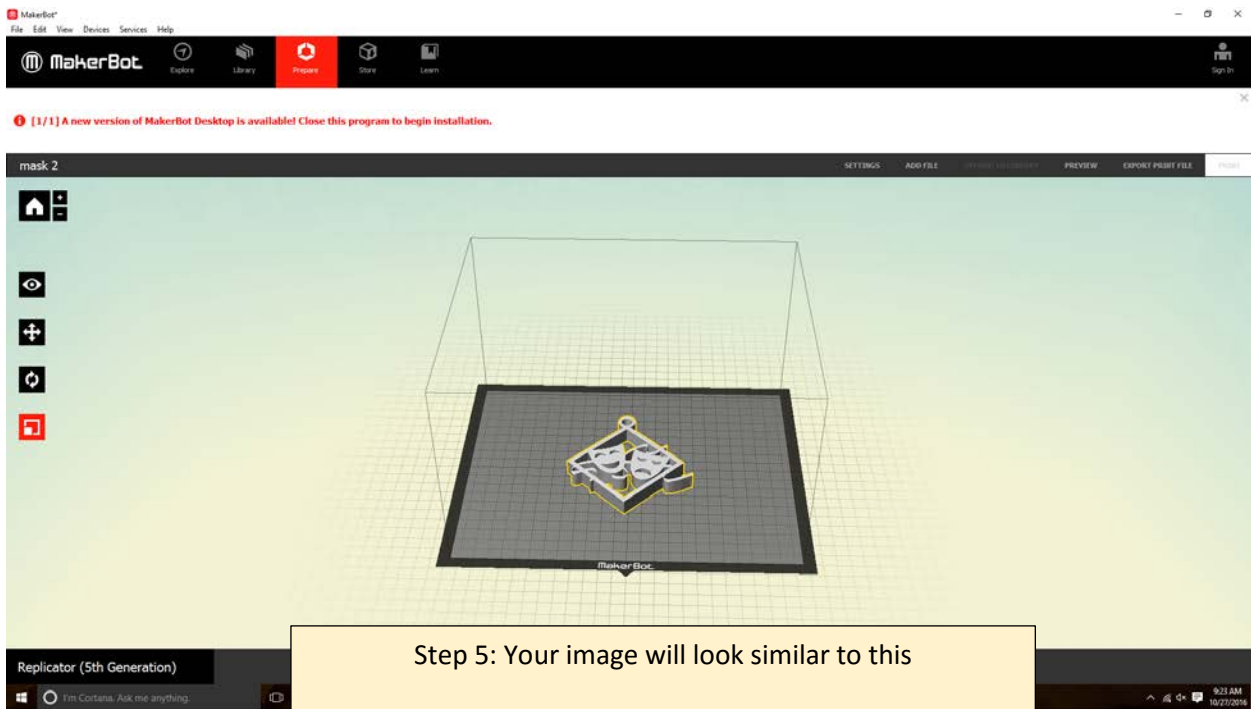 MakerBot*
File Edit View Devices Services Help
MakerBot
Explore
Library
Prepare
Store
Learn
Sign In
[1/1] A new version of MakerBot Desktop is available! Close this program to begin installation.
mask 2
SETTINGS ADD FILE PREVIEW EXPORT PRINT FILE PRINT
MakerBot
Step 5: Your image will look similar to this
Replicator (5th Generation)
I'm Cortana. Ask me anything.
9:23 AM
10/27/2016